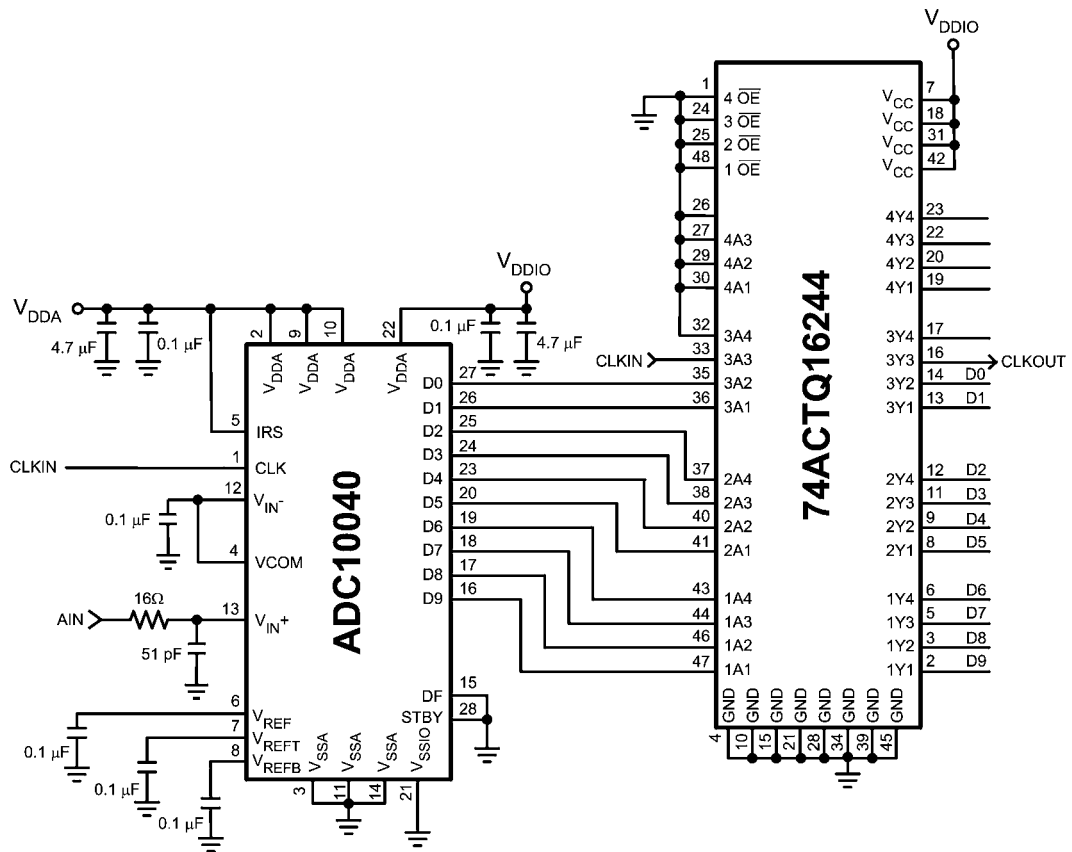 VDDIO
1
4 OE
24
3 OE
25
2 OE
48
1 OE
VCC 7
VCC 18
VCC 31
VCC 42
26
27 4A3
29 4A2
30 4A1
32 3A4
CLKIN 33 3A3
35 3A2
36 3A1
37 2A4
38 2A3
40 2A2
41 2A1
43 1A4
44 1A3
46 1A2
47 1A1
74ACTQ16244
4Y4 23
4Y3 22
4Y2 20
4Y1 19
3Y4 17
3Y3 16 CLKOUT
3Y2 14 D0
3Y1 13 D1
2Y4 12 D2
2Y3 11 D3
2Y2 9 D4
2Y1 8 D5
1Y4 6 D6
1Y3 5 D7
1Y2 3 D8
1Y1 2 D9
GND GND GND GND GND GND GND GND
4 10 15 21 28 34 39 45
VDDA
4.7 µF
0.1 µF
VDDIO
0.1 µF
4.7 µF
2 9 10 22
VDDA VDDA VDDA VDDA
5 IRS
CLKIN 1 CLK
12 VIN-
0.1 µF
4 VCOM
AIN 16Ω 13 VIN+
51 pF
6 VREF
7 VREFT
8 VREFB
0.1 µF
0.1 µF
0.1 µF
ADC10040
D0 27
D1 26
D2 25
D3 24
D4 23
D5 20
D6 19
D7 18
D8 17
D9 16
DF 15
STBY 28
VSSA VSSA VSSA VSSIO
3 11 14 21